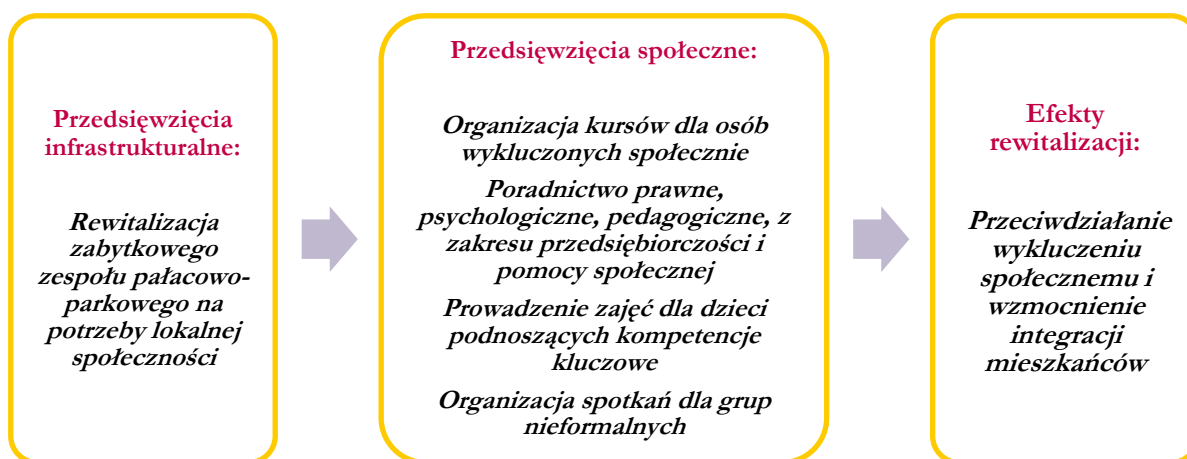 Przedsięwzięcia
infrastrukturalne:
Rewitalizacja
zabytkowego
zespołu pałacowo-
parkowego na
potrzeby lokalnej
społeczności
Przedsięwzięcia społeczne:
Organizacja kursów dla osób
wykluczonych społecznie
Poradnictwo prawne,
psychologiczne, pedagogiczne, z
zakresu przedsiębiorczości i
pomocy społecznej
Prowadzenie zajęć dla dzieci
podnoszących kompetencje
kluczowe
Organizacja spotkań dla grup
nieformalnych
Efekty
rewitalizacji:
Przeciwdziałanie
wykluczeniu
społecznemu i
wzmocnienie
integracji
mieszkańców